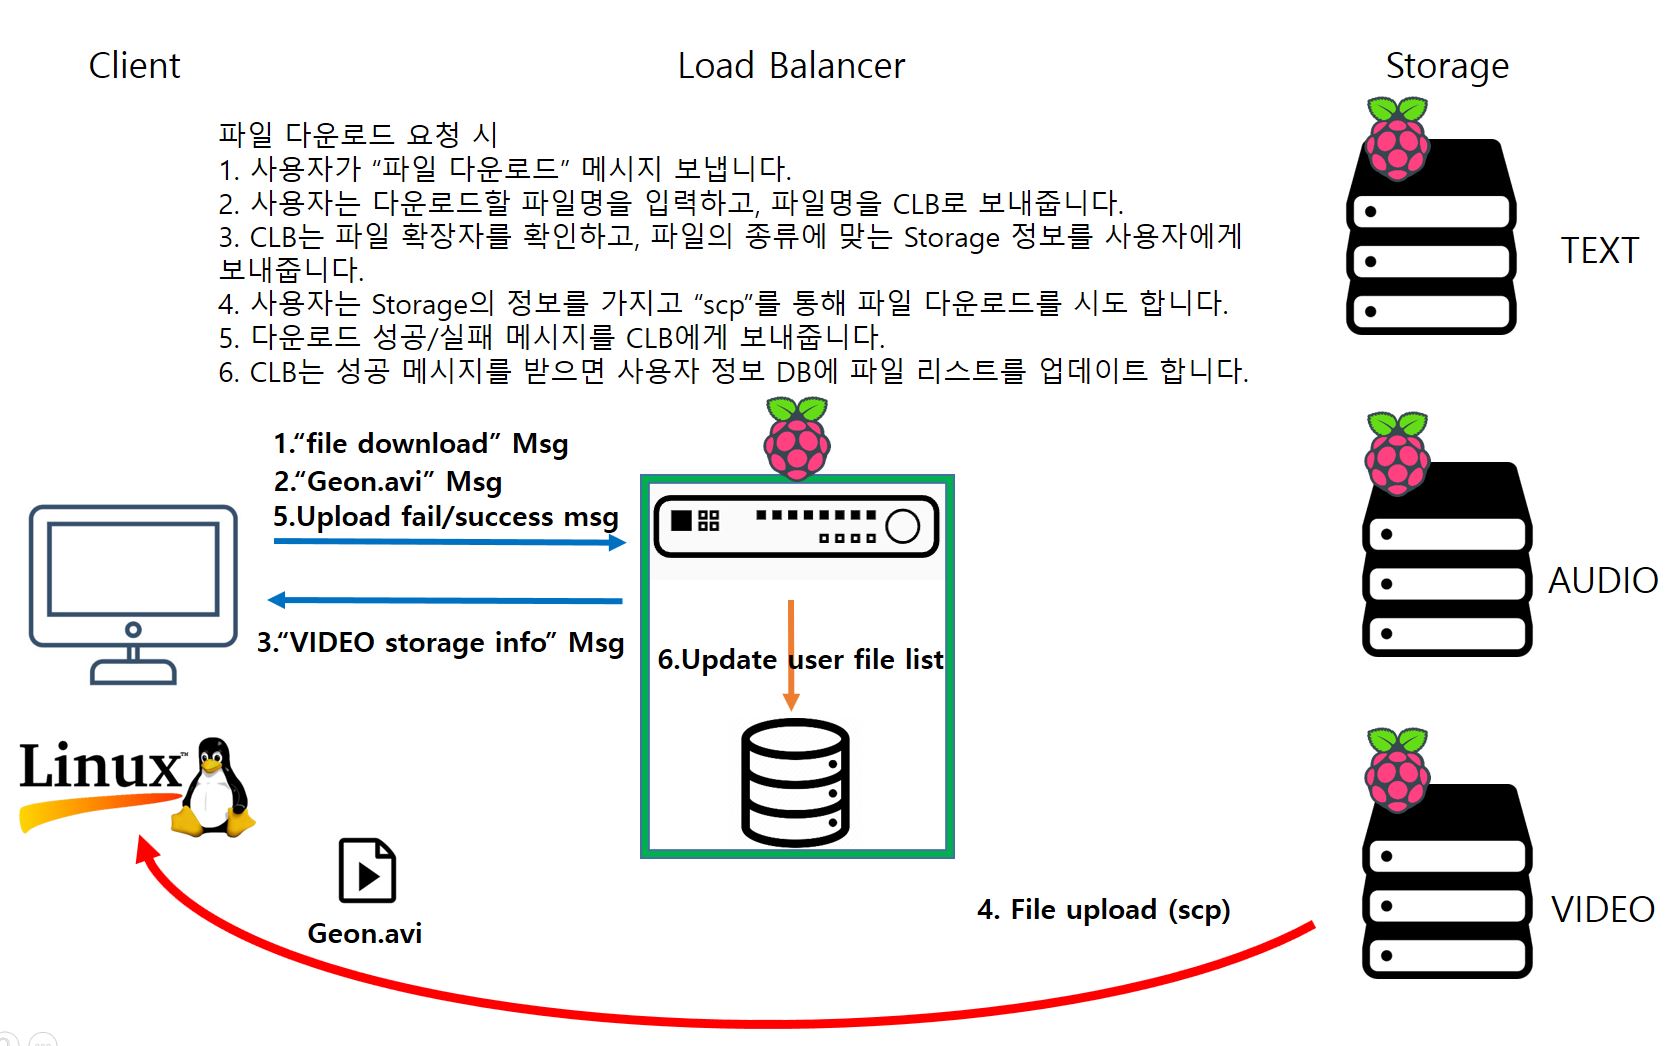 Client
Load Balancer
Storage
파일 다운로드 요청 시
1. 사용자가 “파일 다운로드” 메시지 보냅니다.
2. 사용자는 다운로드할 파일명을 입력하고, 파일명을 CLB로 보내줍니다.
3. CLB는 파일 확장자를 확인하고, 파일의 종류에 맞는 Storage 정보를 사용자에게
보내줍니다.
4. 사용자는 Storage의 정보를 가지고 “scp”를 통해 파일 다운로드를 시도 합니다.
5. 다운로드 성공/실패 메시지를 CLB에게 보내줍니다.
6. CLB는 성공 메시지를 받으면 사용자 정보 DB에 파일 리스트를 업데이트 합니다.
TEXT
1.“file download” Msg
2.“Geon.avi” Msg
5.Upload fail/success msg
3.“VIDEO storage info” Msg
6.Update user file list
AUDIO
Linux™
Geon.avi
4. File upload (scp)
VIDEO